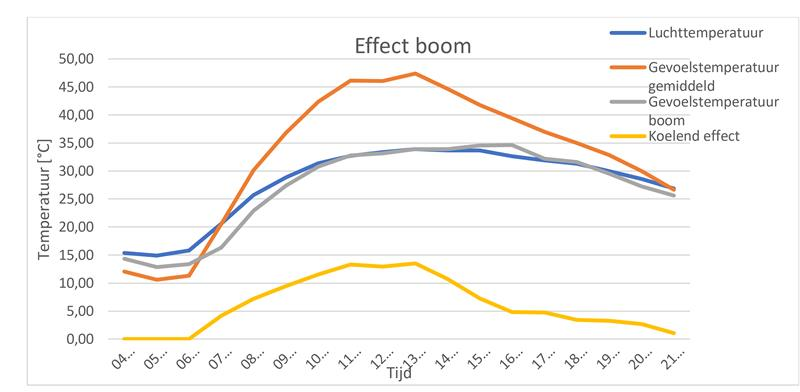 Effect boom
Luchttemperatuur
Gevoelstemperatuur
gemiddeld
Gevoelstemperatuur
boom
Koelend effect
Temperatuur [°C]
50,00
45,00
40,00
35,00
30,00
25,00
20,00
15,00
10,00
5,00
0,00
04... 05... 06... 07... 08... 09... 10... 11... 12... 13... 14... 15... 16... 17... 18... 19... 20... 21...
Tijd